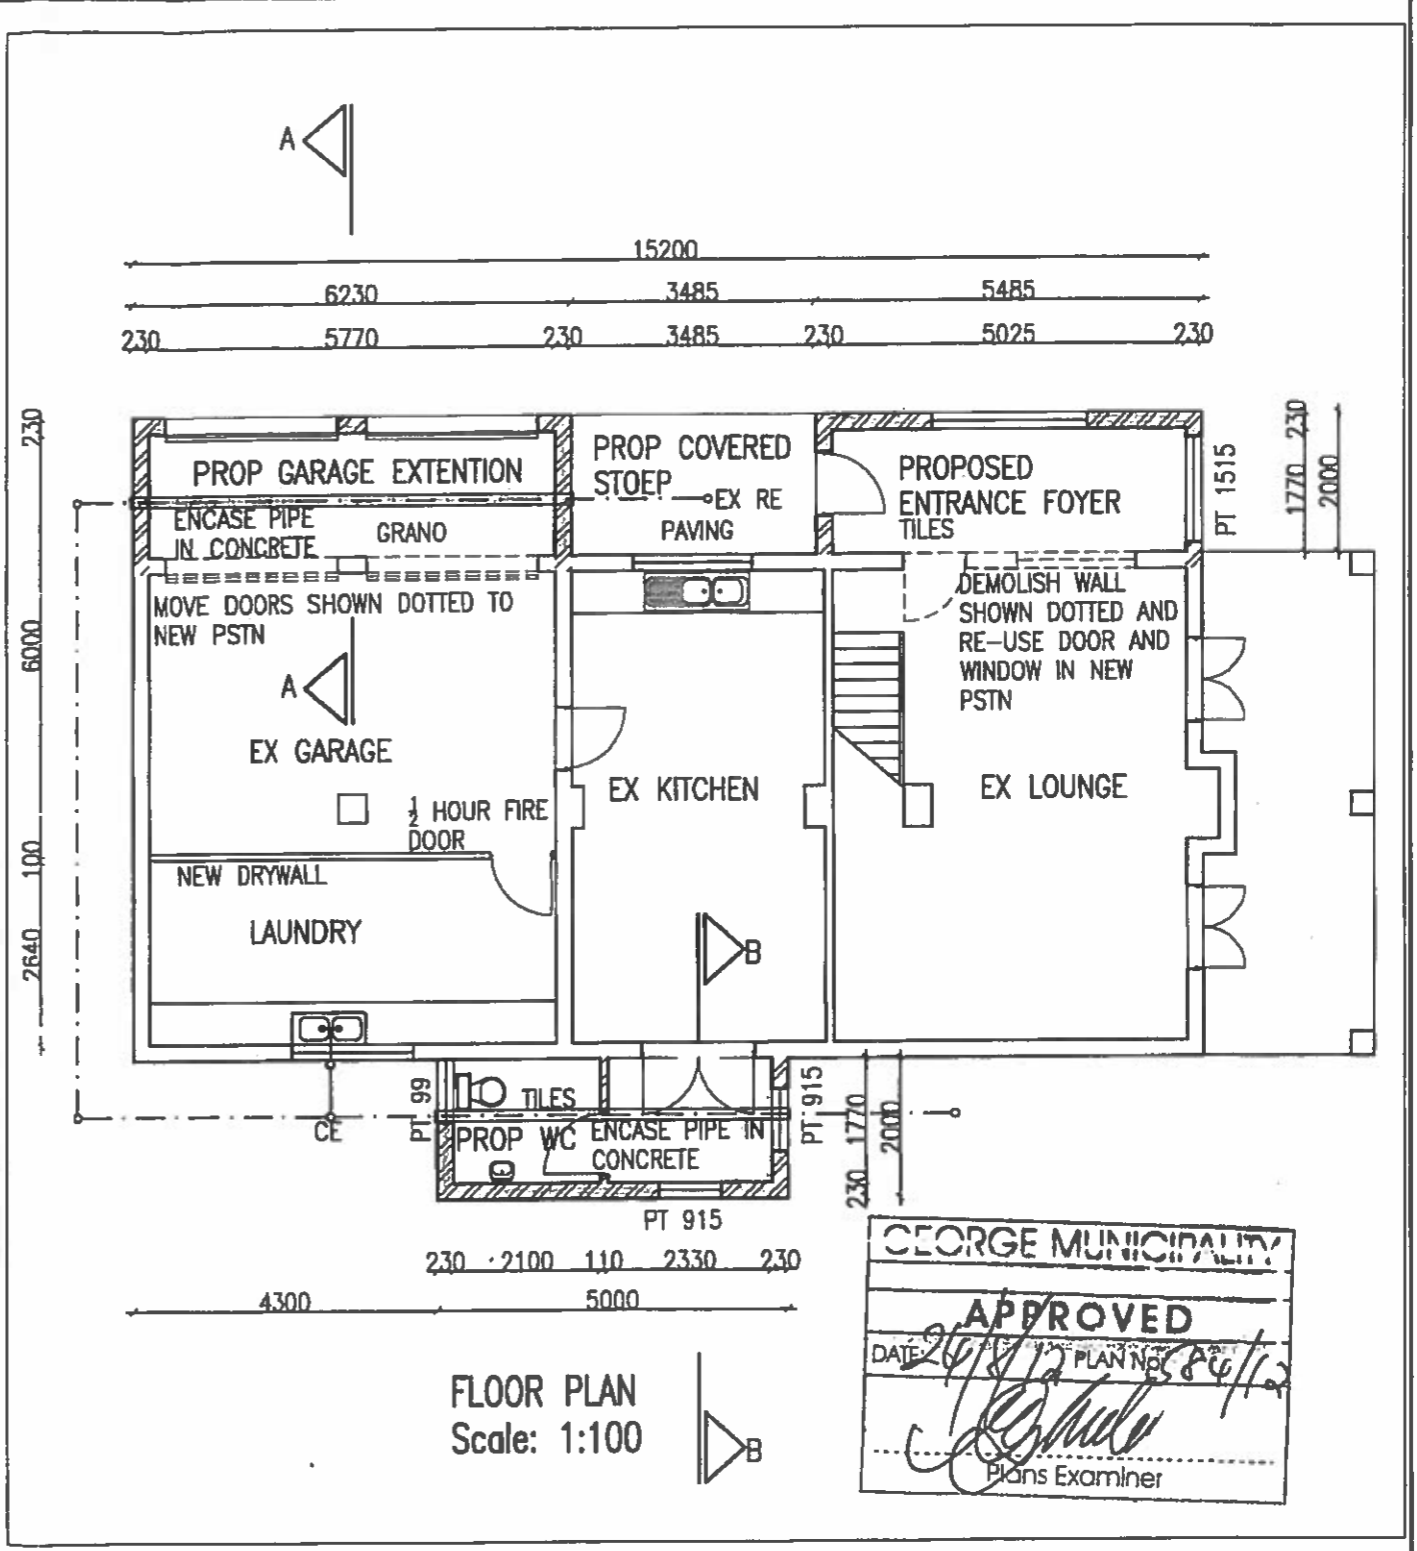 A
15200
6230 3485 5485
230 5770 230 3485 230 5025 230
230
6000
100
2640
PROP GARAGE EXTENTION
ENCASE PIPE
IN CONCRETE
GRANO
PROP COVERED
STOEP
EX RE
PAVING
PROPOSED
ENTRANCE FOYER
TILES
PT 1515
1770 230
2000
MOVE DOORS SHOWN DOTTED TO
NEW PSTN
DEMOLISH WALL
SHOWN DOTTED AND
RE-USE DOOR AND
WINDOW IN NEW
PSTN
A
EX GARAGE
EX KITCHEN
EX LOUNGE
½ HOUR FIRE
DOOR
NEW DRYWALL
LAUNDRY
B
CE
PT 99
TILES
PROP WC
ENCASE PIPE IN
CONCRETE
PT 915
230 1770
2000
PT 915
230 2100 110 2330 230
4300 5000
FLOOR PLAN
Scale: 1:100
B
GEORGE MUNICIPALITY
APPROVED
DATE: 24/8/12 PLAN No 584/12
Plans Examiner